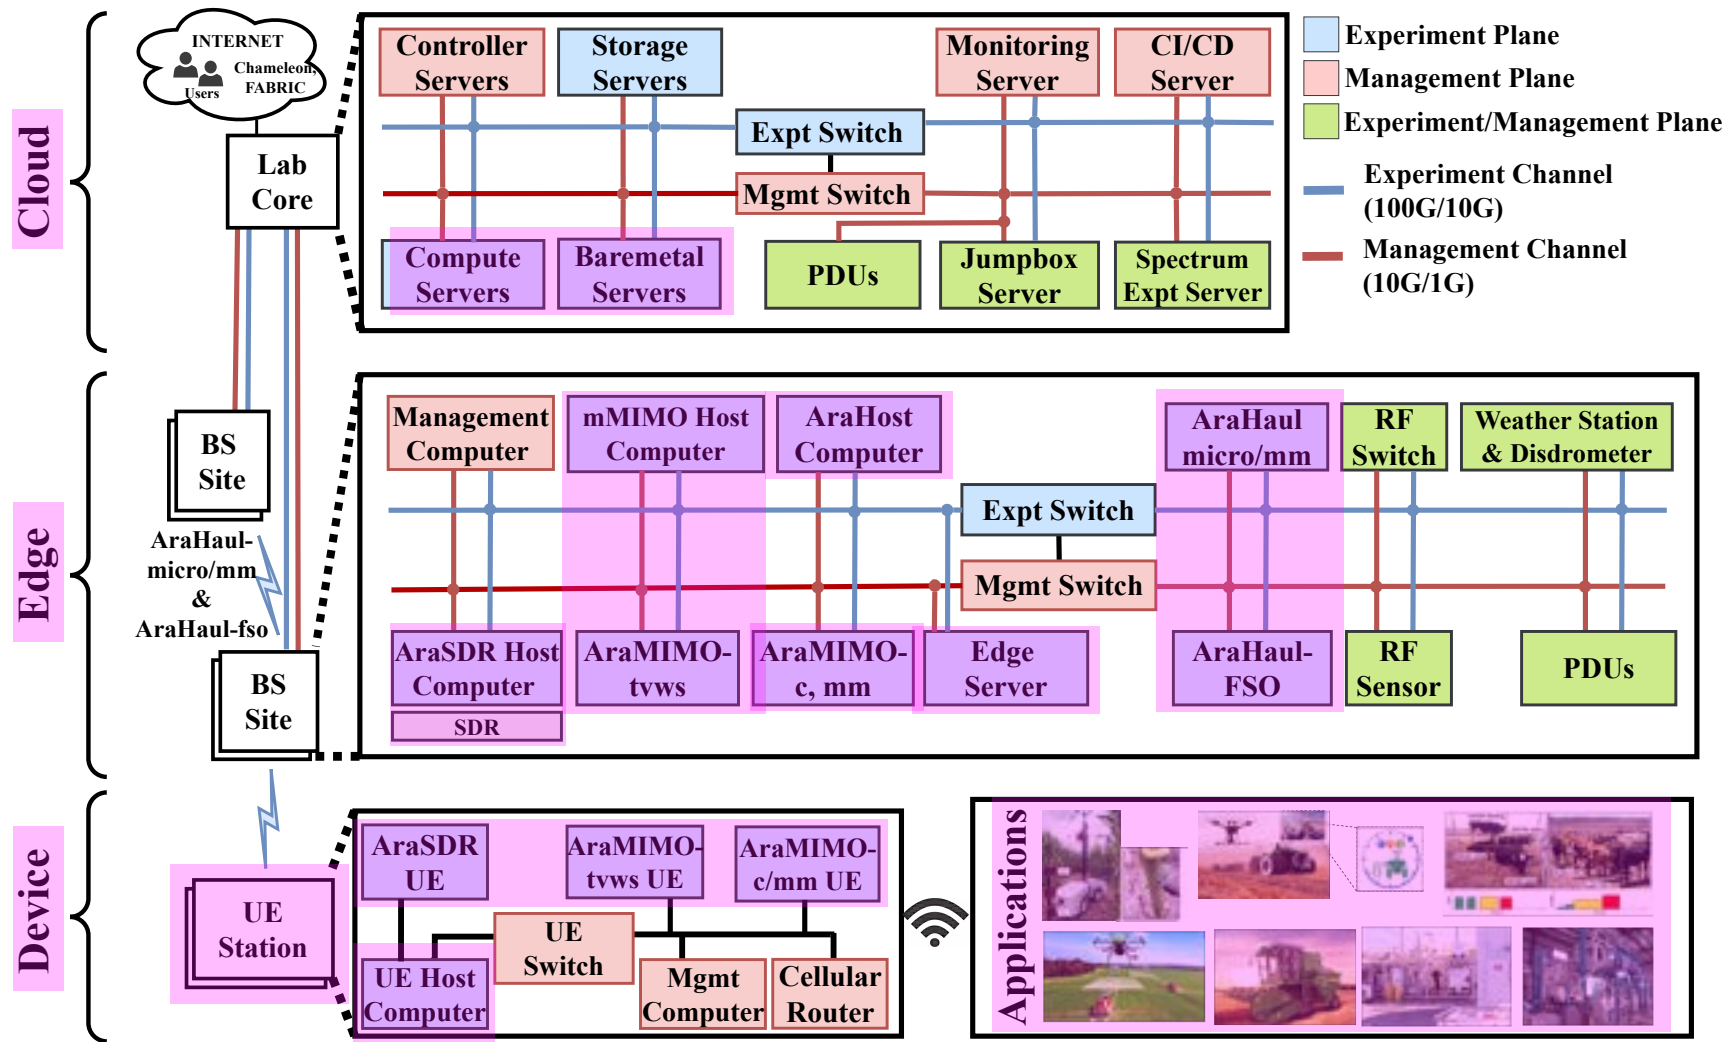 Cloud
INTERNET
Chameleon,
FABRIC
Users
Lab
Core
Controller
Servers
Storage
Servers
Monitoring
Server
CI/CD
Server
Expt Switch
Mgmt Switch
Compute
Servers
Baremetal
Servers
PDUs
Jumpbox
Server
Spectrum
Expt Server
Experiment Plane
Management Plane
Experiment/Management Plane
Experiment Channel
(100G/10G)
Management Channel
(10G/1G)
Edge
BS
Site
AraHaul-
micro/mm
&
AraHaul-fso
BS
Site
Management
Computer
mMIMO Host
Computer
AraHost
Computer
AraHaul
micro/mm
RF
Switch
Weather Station
& Disdrometer
Expt Switch
Mgmt Switch
AraSDR Host
Computer
SDR
AraMIMO-
tvws
AraMIMO-
c, mm
Edge
Server
AraHaul-
FSO
RF
Sensor
PDUs
Device
UE
Station
AraSDR
UE
AraMIMO-
tvws UE
AraMIMO-
c/mm UE
UE
Switch
UE Host
Computer
Mgmt
Computer
Cellular
Router
Applications